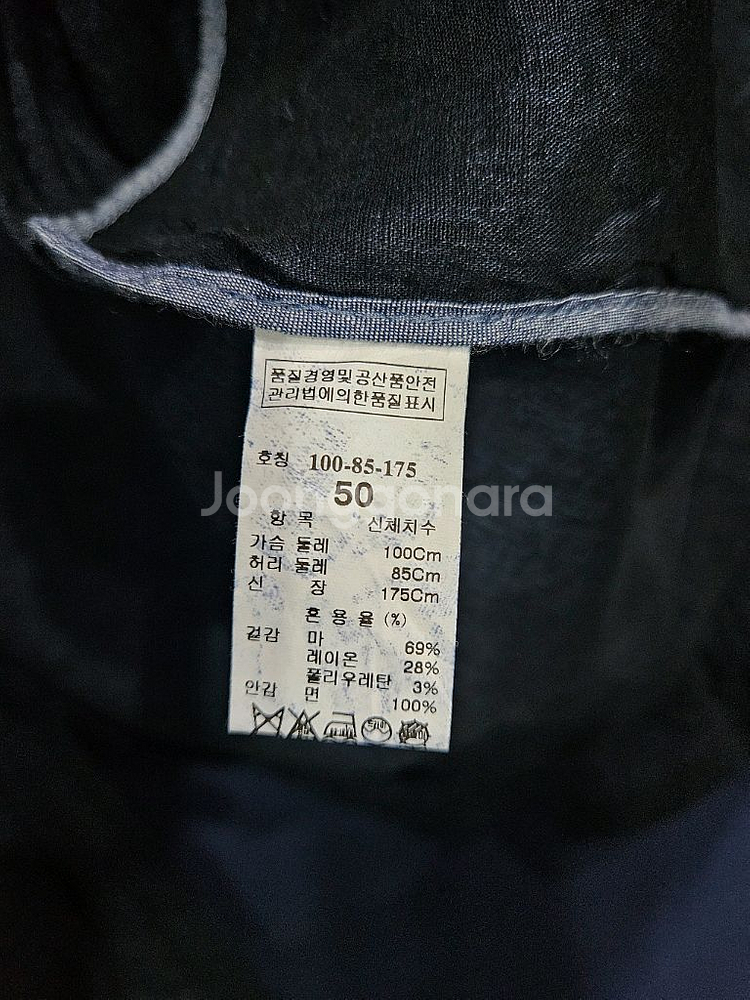 품질경영및공산품안전
관리법에의한품질표시
호칭 100-85-175
50
Joonggonara
항 목 신체치수
가슴 둘레 100Cm
허리 둘레 85Cm
신 장 175Cm
혼 용 율 (%)
겉감 마 69%
레이온 28%
폴리우레탄 3%
안감 면 100%